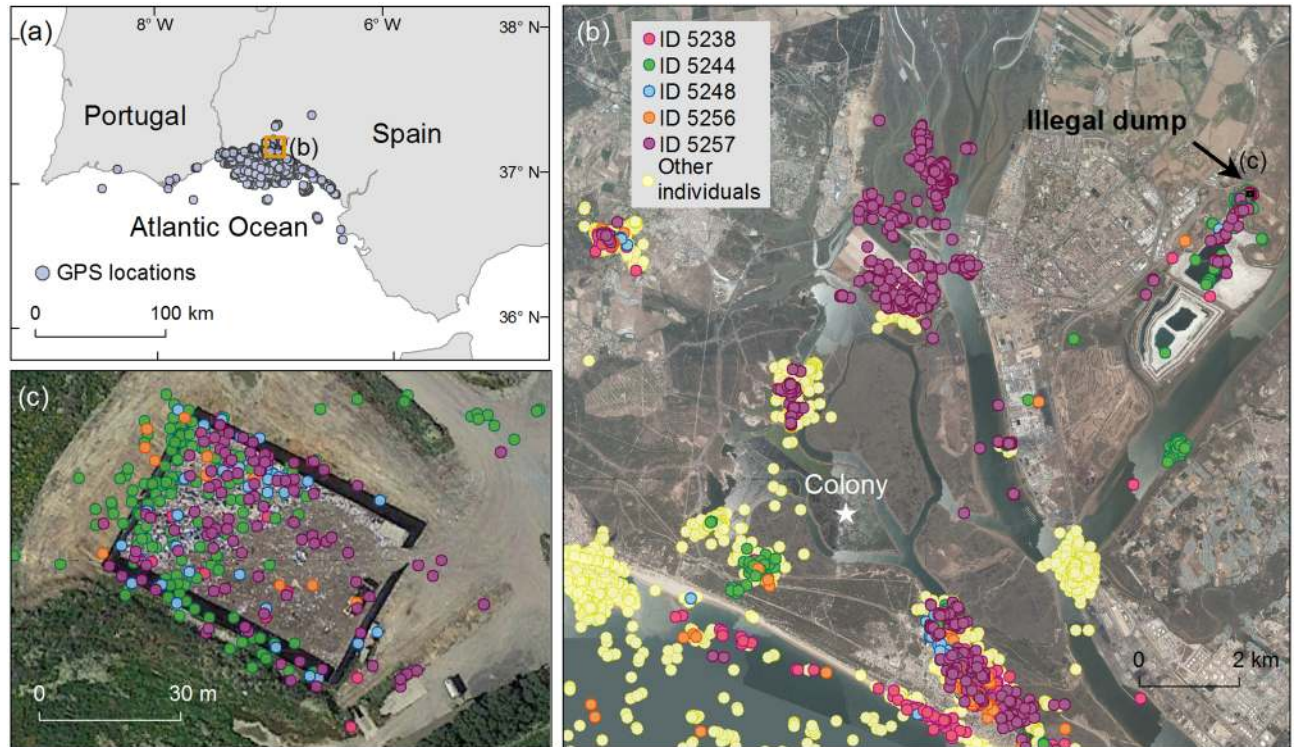 (a)
8° W
6° W
38° N
Portugal
Spain
(b)
37° N
Atlantic Ocean
GPS locations
0
100 km
36° N
(b)
ID 5238
ID 5244
ID 5248
ID 5256
ID 5257
Other
individuals
Illegal dump
(c)
Colony
0
2 km
(c)
0
30 m